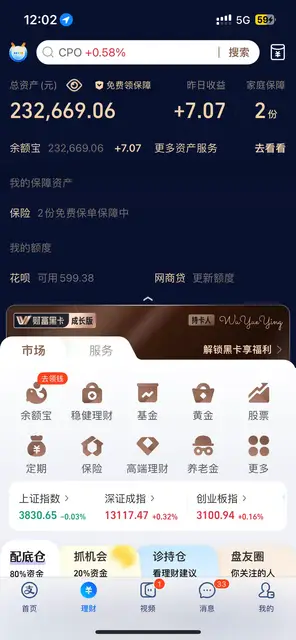 12:02
5G
59
CPO +0.58%
搜索
总资产(元)
免费领保障
昨日收益
家庭保障
232,669.06
+7.07
2份
余额宝 232,669.06 +7.07
更多资产服务
去看看
我的保障资产
保险 2份免费保单保障中
我的额度
花呗 可用599.38
网商贷 更新额度
财富黑卡 成长版
持卡人 WuYueYing
市场
服务
解锁黑卡享福利
去领钱
余额宝
稳健理财
基金
黄金
股票
定期
保险
高端理财
养老金
更多
上证指数
深证成指
创业板指
3830.65 -0.03%
13117.47 +0.32%
3100.94 +0.16%
配底仓
抓机会
诊持仓
盘友圈
80%资金
20%资金
看理财建议
你关注的人
1
33
首页
理财
视频
消息
我的